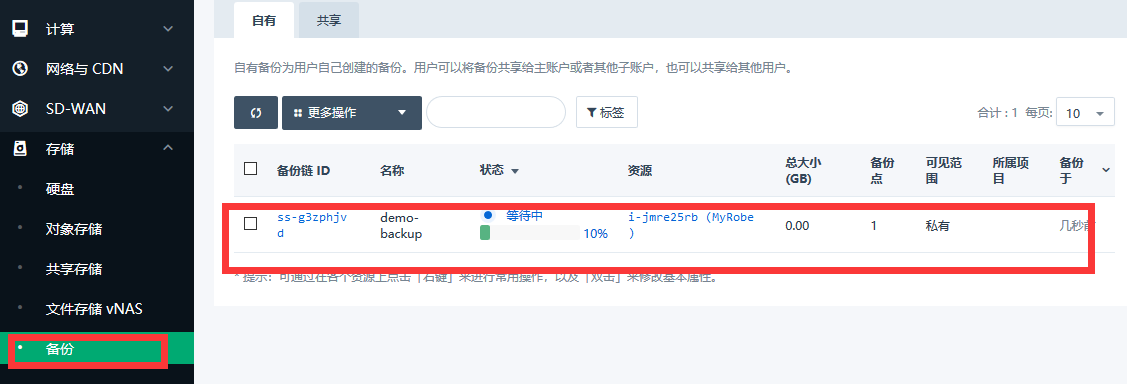 计算
网络与 CDN
SD-WAN
存储
硬盘
对象存储
共享存储
文件存储 vNAS
备份
自有
共享
自有备份为用户自己创建的备份。用户可以将备份共享给主账户或者其他子账户，也可以共享给其他用户。
更多操作
标签
合计：1 每页: 10
备份链 ID
名称
状态
资源
总大小
(GB)
备份
点
可见范
围
所属项
目
备份
于
ss-g3zphjv
d
demo-
backup
等待中
10%
i-jmre25rb (MyRobe
)
0.00
1
私有
几秒前
* 提示：可通过在各个资源上点击「右键」来进行常用操作，以及「双击」来修改基本属性。